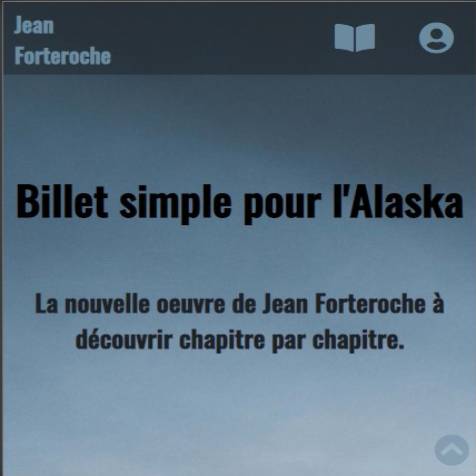 Jean
Forteroche
Billet simple pour l'Alaska
La nouvelle oeuvre de Jean Forteroche à
découvrir chapitre par chapitre.